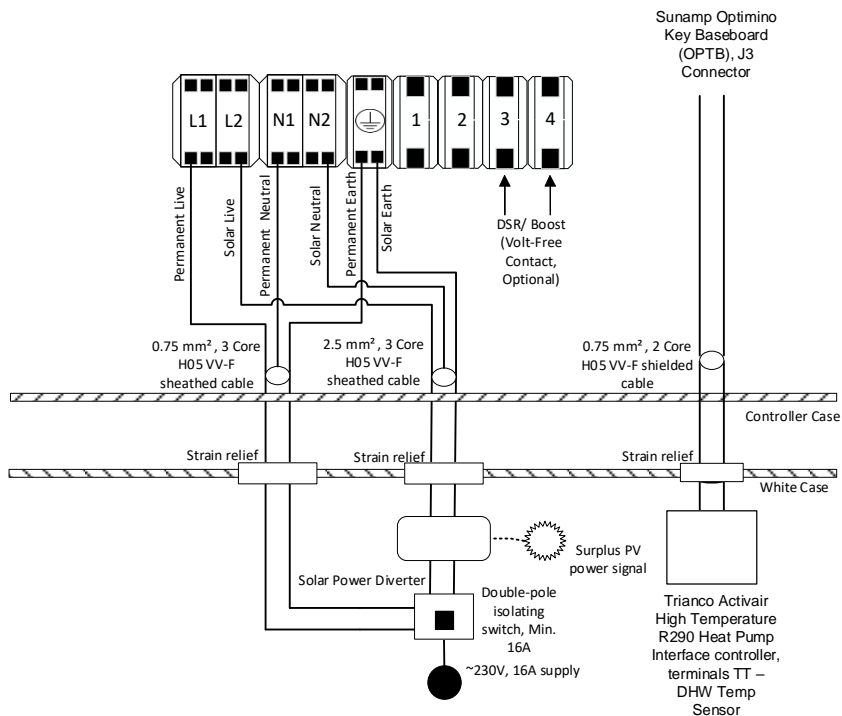 Sunamp Optimino
Key Baseboard
(OPTB), J3
Connector
L1
L2
N1
N2
1
2
3
4
Permanent Live
Solar Live
Permanent Neutral
Solar Neutral
Permanent Earth
Solar Earth
DSR/ Boost
(Volt-Free
Contact,
Optional)
0.75 mm², 3 Core
H05 VV-F
sheathed cable
2.5 mm², 3 Core
H05 VV-F
sheathed cable
0.75 mm², 2 Core
H05 VV-F shielded
cable
Controller Case
Strain relief
Strain relief
Strain relief
White Case
Surplus PV
power signal
Solar Power Diverter
Double-pole
isolating
switch, Min.
16A
~230V, 16A supply
Trianco Activair
High Temperature
R290 Heat Pump
Interface controller,
terminals TT –
DHW Temp
Sensor